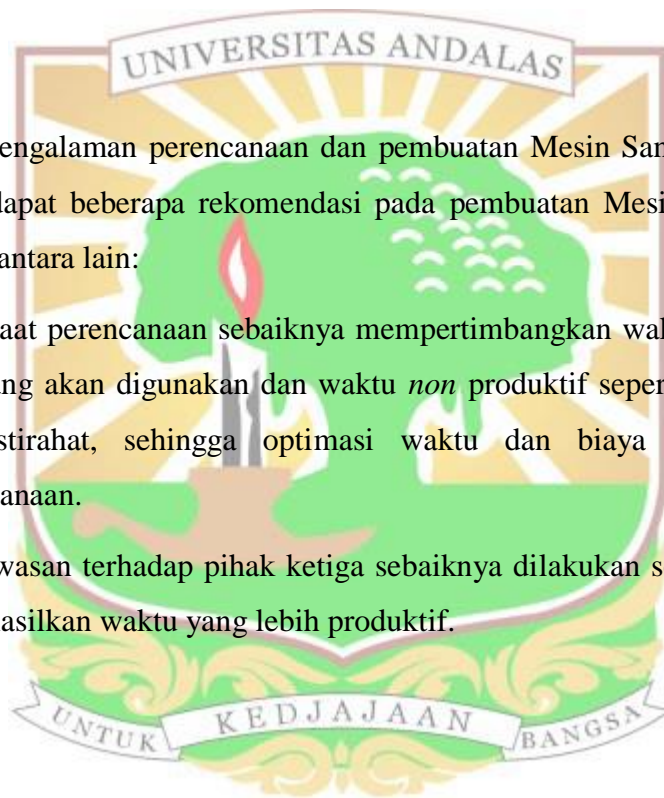 UNIVERSITAS ANDALAS
engalaman perencanaan dan pembuatan Mesin San
dapat beberapa rekomendasi pada pembuatan Mesi
antara lain:
aat perencanaan sebaiknya mempertimbangkan wak
ng akan digunakan dan waktu non produktif seper
stirahat, sehingga optimasi waktu dan biaya
anaan.
wasan terhadap pihak ketiga sebaiknya dilakukan s
asilkan waktu yang lebih produktif.
UNTUK KEDJAJAAN BANGSA